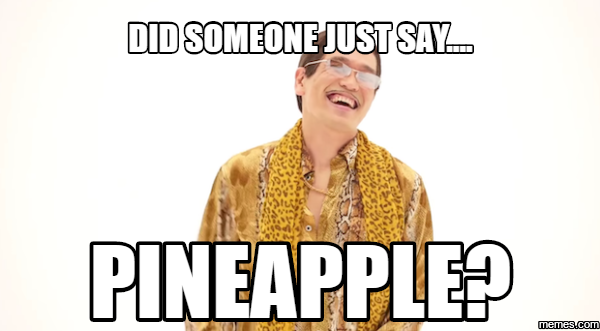 DID SOMEONE JUST SAY....
PINEAPPLE?
memes.com